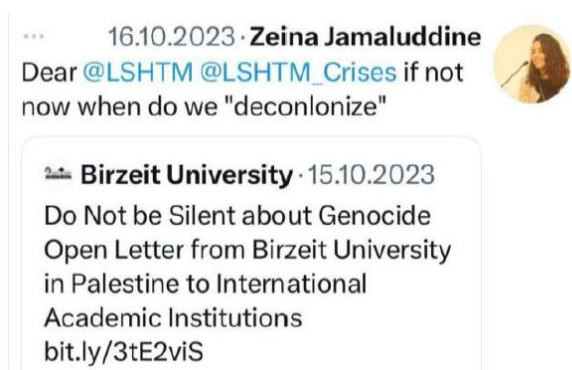 ... 16.10.2023 · Zeina Jamaluddine
Dear @LSHTM @LSHTM_Crises if not
now when do we "deconlonize"
Birzeit University · 15.10.2023
Do Not be Silent about Genocide
Open Letter from Birzeit University
in Palestine to International
Academic Institutions
bit.ly/3tE2viS